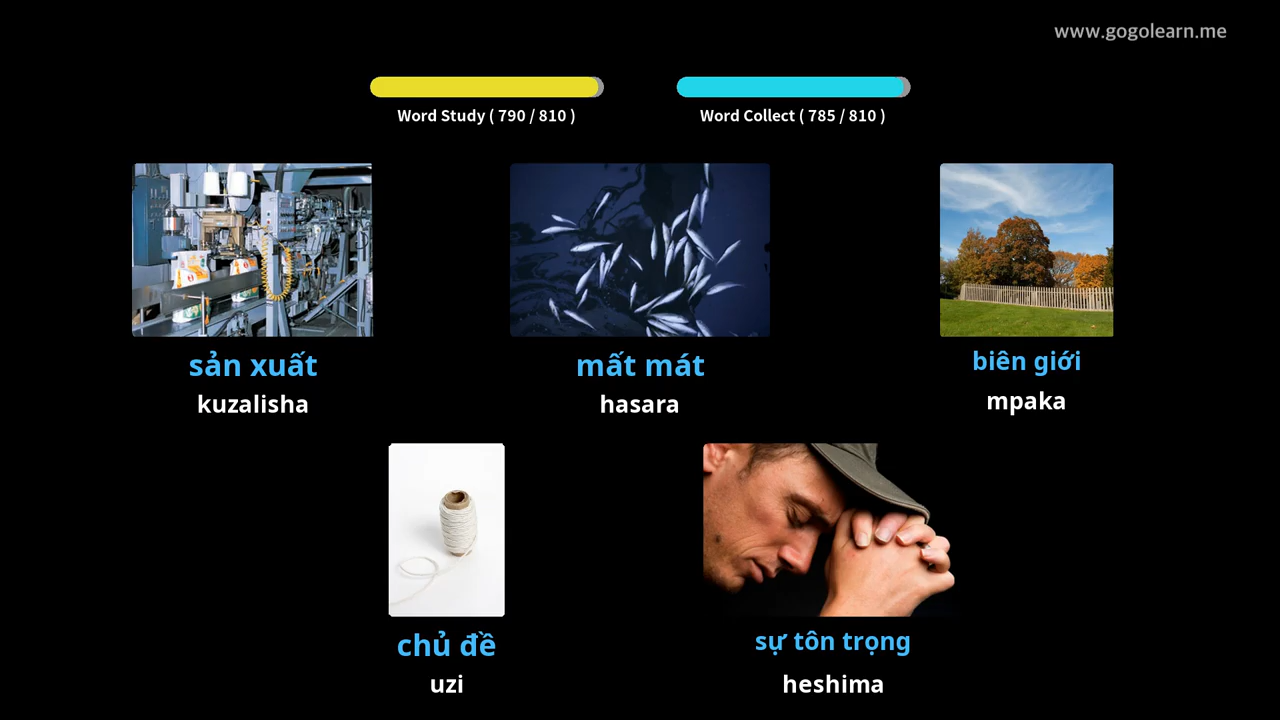 www.gogolearn.me
Word Study ( 790 / 810 )
Word Collect ( 785 / 810 )
sản xuất
kuzalisha
mất mát
hasara
biên giới
mpaka
chủ đề
uzi
sự tôn trọng
heshima